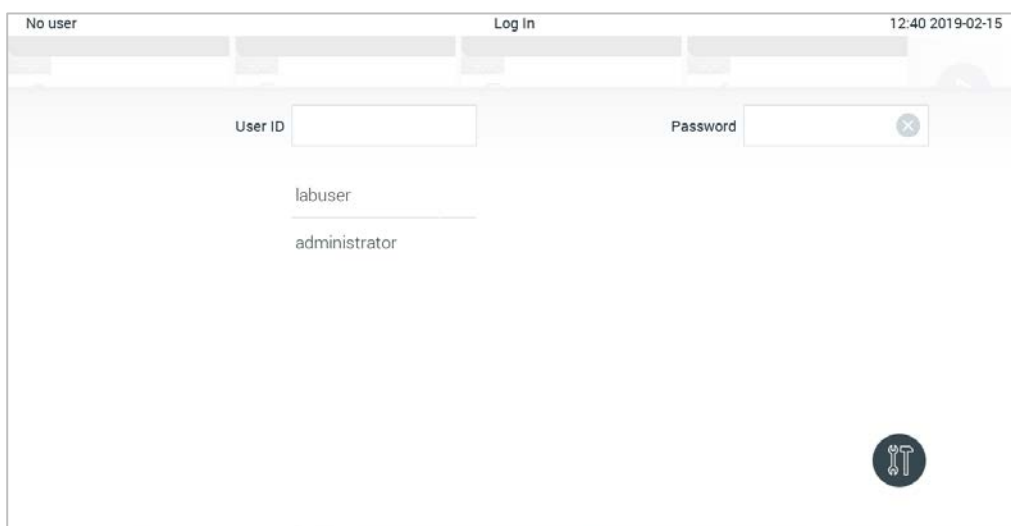 No user Log In 12:40 2019-02-15
User ID Password
labuser
administrator